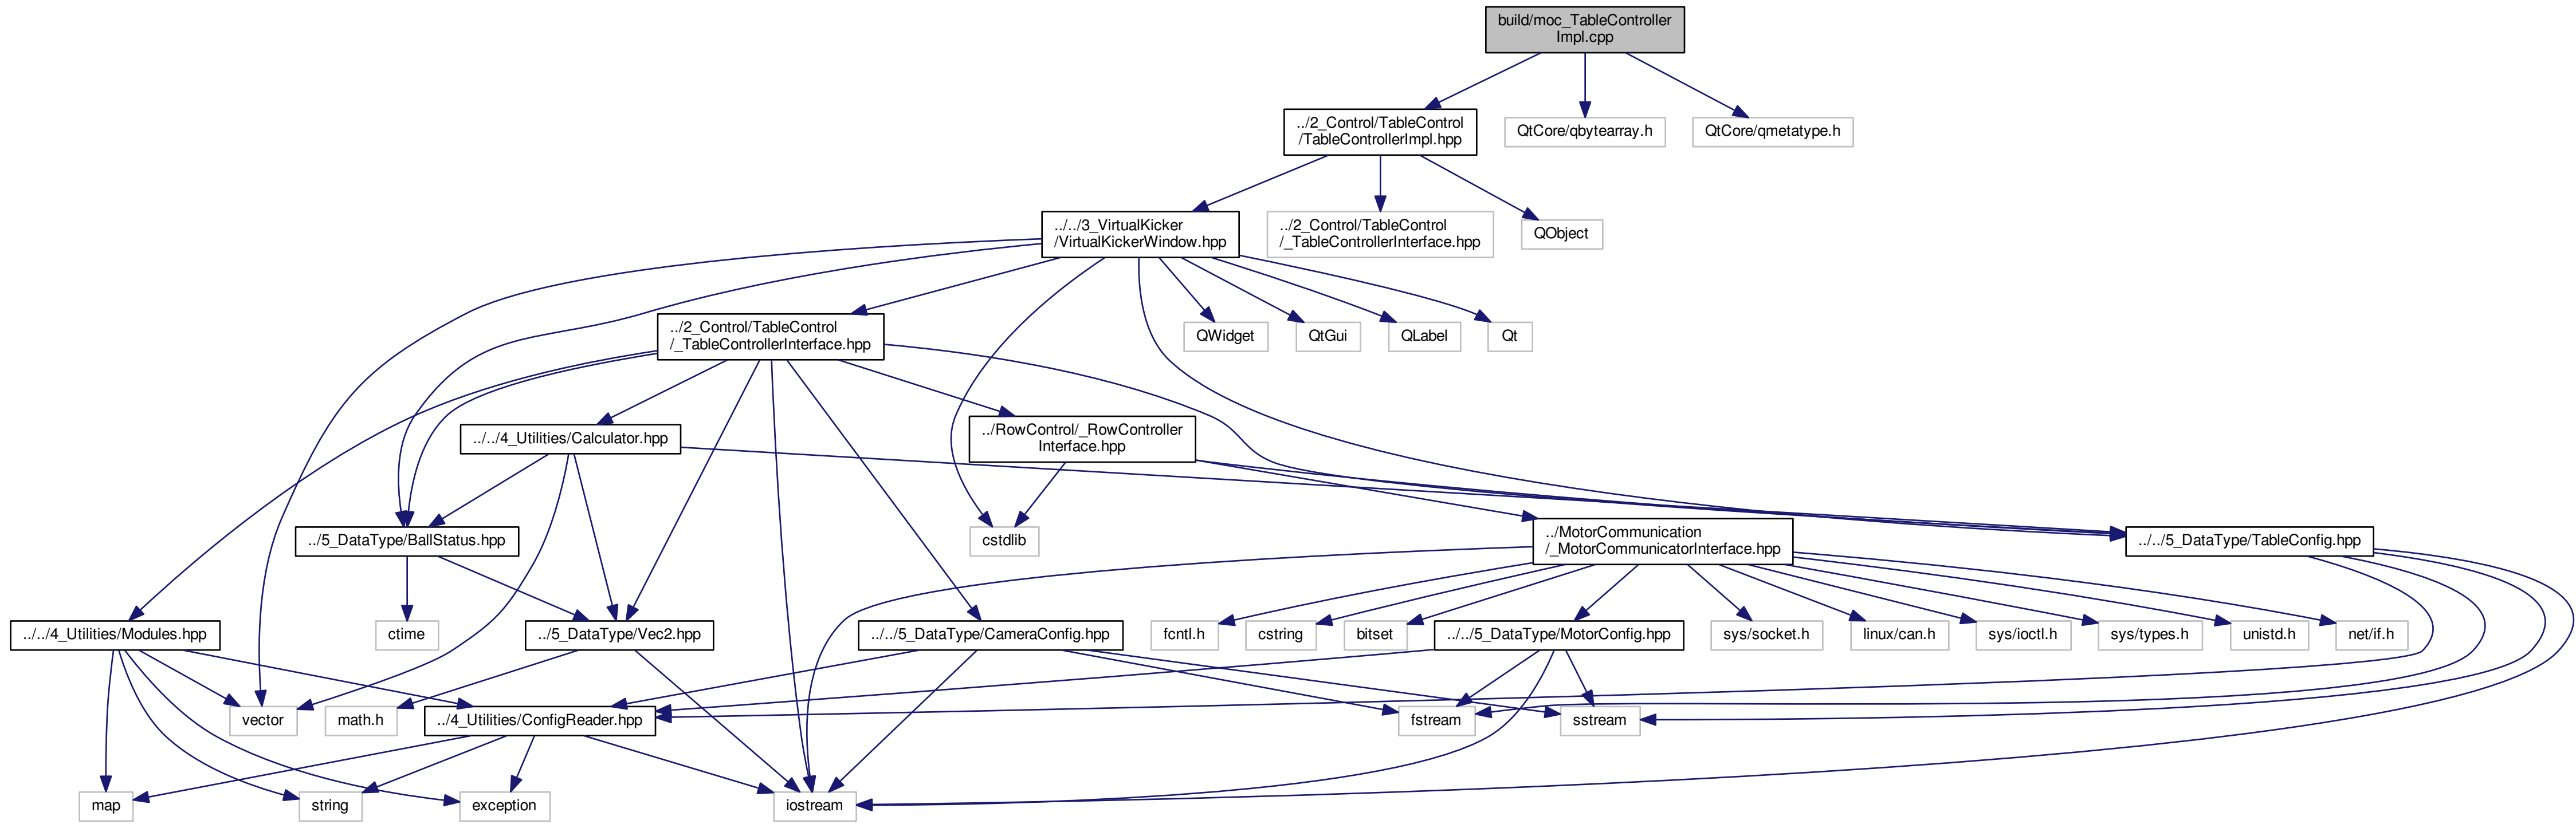 build/moc_TableController
Impl.cpp
../2_Control/TableControl
/TableControllerImpl.hpp
QtCore/qbytearray.h
QtCore/qmetatype.h
../../3_VirtualKicker
/VirtualKickerWindow.hpp
../2_Control/TableControl
/_TableControllerInterface.hpp
QObject
../2_Control/TableControl
/_TableControllerInterface.hpp
QWidget
QtGui
QLabel
Qt
../../4_Utilities/Calculator.hpp
../RowControl/_RowController
Interface.hpp
../5_DataType/BallStatus.hpp
cstdlib
../MotorCommunication
/_MotorCommunicatorInterface.hpp
../../5_DataType/TableConfig.hpp
../../4_Utilities/Modules.hpp
ctime
../5_DataType/Vec2.hpp
../../5_DataType/CameraConfig.hpp
fcntl.h
cstring
bitset
../../5_DataType/MotorConfig.hpp
sys/socket.h
linux/can.h
sys/ioctl.h
sys/types.h
unistd.h
net/if.h
vector
math.h
../4_Utilities/ConfigReader.hpp
fstream
sstream
map
string
exception
iostream